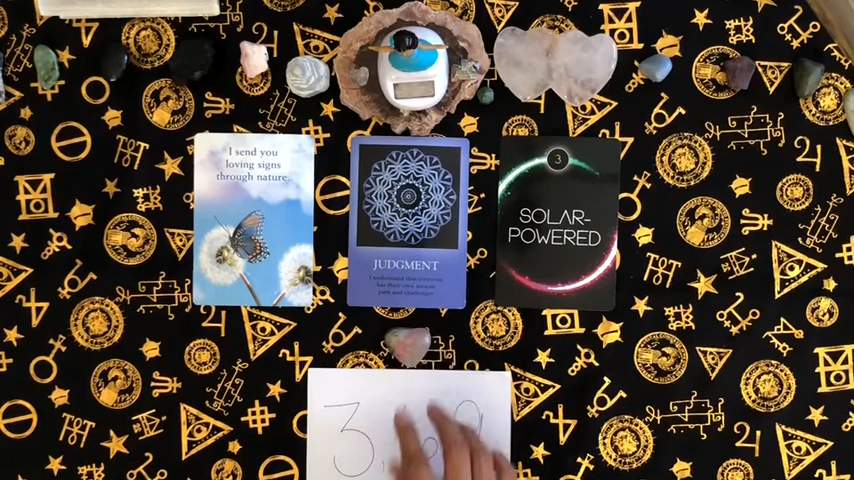 I send you
loving signs
through nature.
JUDGMENT
I understand that everyone
has their own unique
path and challenges
3
SOLAR-
POWERED
3